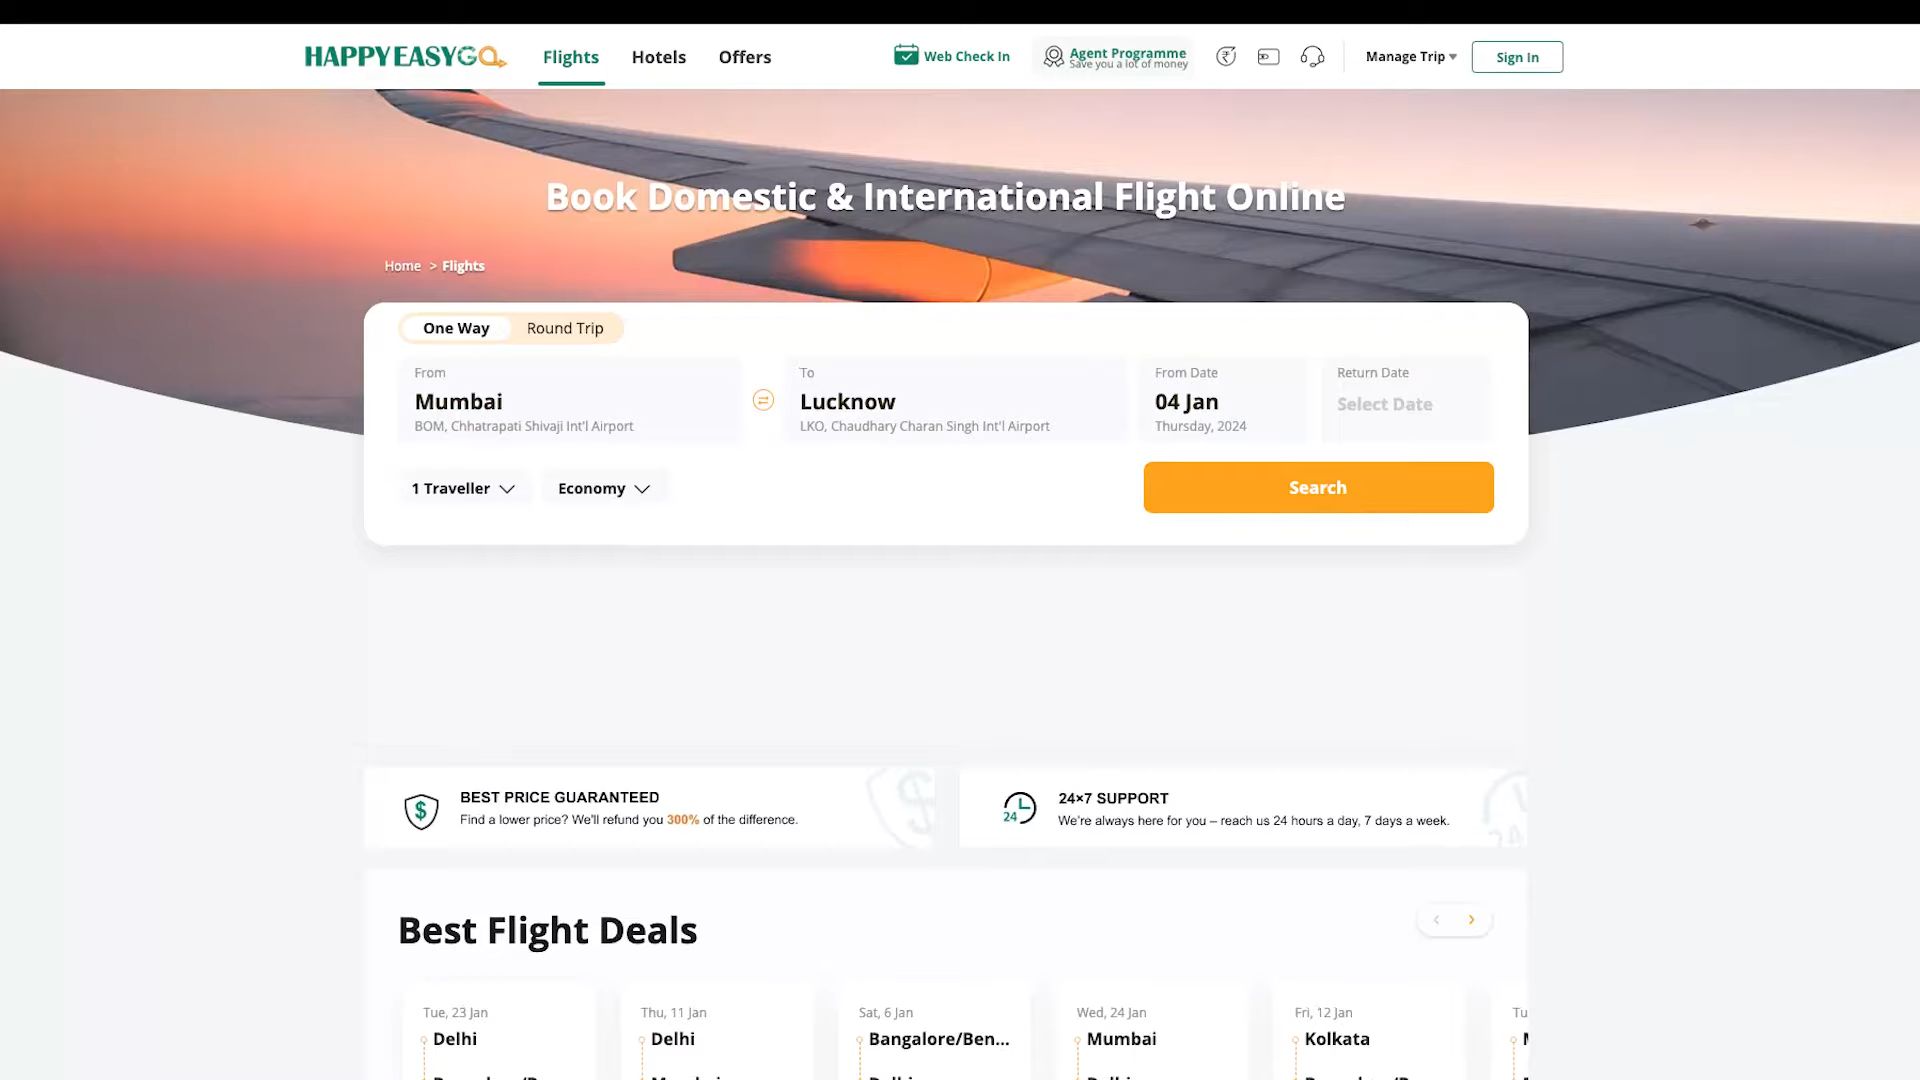 HAPPYEASYGO
Flights
Hotels
Offers
Web Check In
Agent Programme
Save you a lot of money
Manage Trip
Sign In
Book Domestic & International Flight Online
Home > Flights
One Way
Round Trip
From
Mumbai
BOM, Chhatrapati Shivaji Int'l Airport
To
Lucknow
LKO, Chaudhary Charan Singh Int'l Airport
From Date
04 Jan
Thursday, 2024
Return Date
Select Date
1 Traveller
Economy
Search
BEST PRICE GUARANTEED
Find a lower price? We'll refund you 300% of the difference.
24
24×7 SUPPORT
We're always here for you – reach us 24 hours a day, 7 days a week.
Best Flight Deals
Tue, 23 Jan
Delhi
Thu, 11 Jan
Delhi
Sat, 6 Jan
Bangalore/Ben...
Delhi
Wed, 24 Jan
Mumbai
Delhi
Fri, 12 Jan
Kolkata
Tu